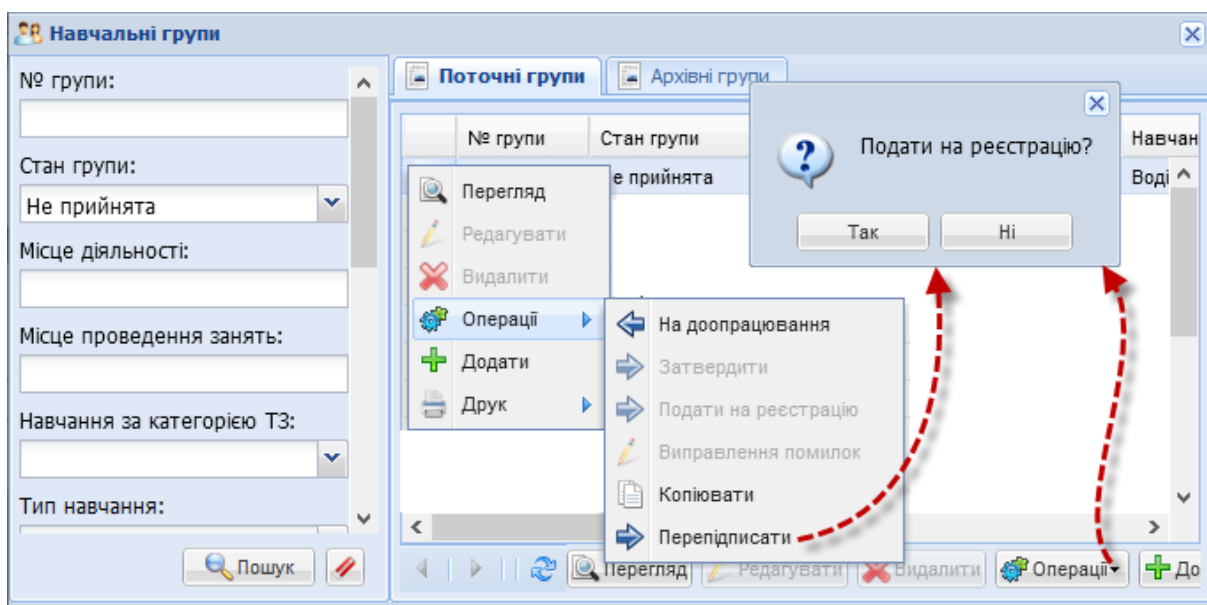 Навчальні групи
№ групи:
Стан групи:
Не прийнята
Місце діяльності:
Місце проведення занять:
Навчання за категорією ТЗ:
Тип навчання:
Пошук
Поточні групи
Архівні групи
№ групи Стан групи Навчан
е прийнята Воді
Перегляд
Редагувати
Видалити
Операції
Додати
Друк
На доопрацювання
Затвердити
Подати на реєстрацію
Виправлення помилок
Копіювати
Перепідписати
Подати на реєстрацію?
Так Ні
Перегляд Редагувати Видалити Операції До